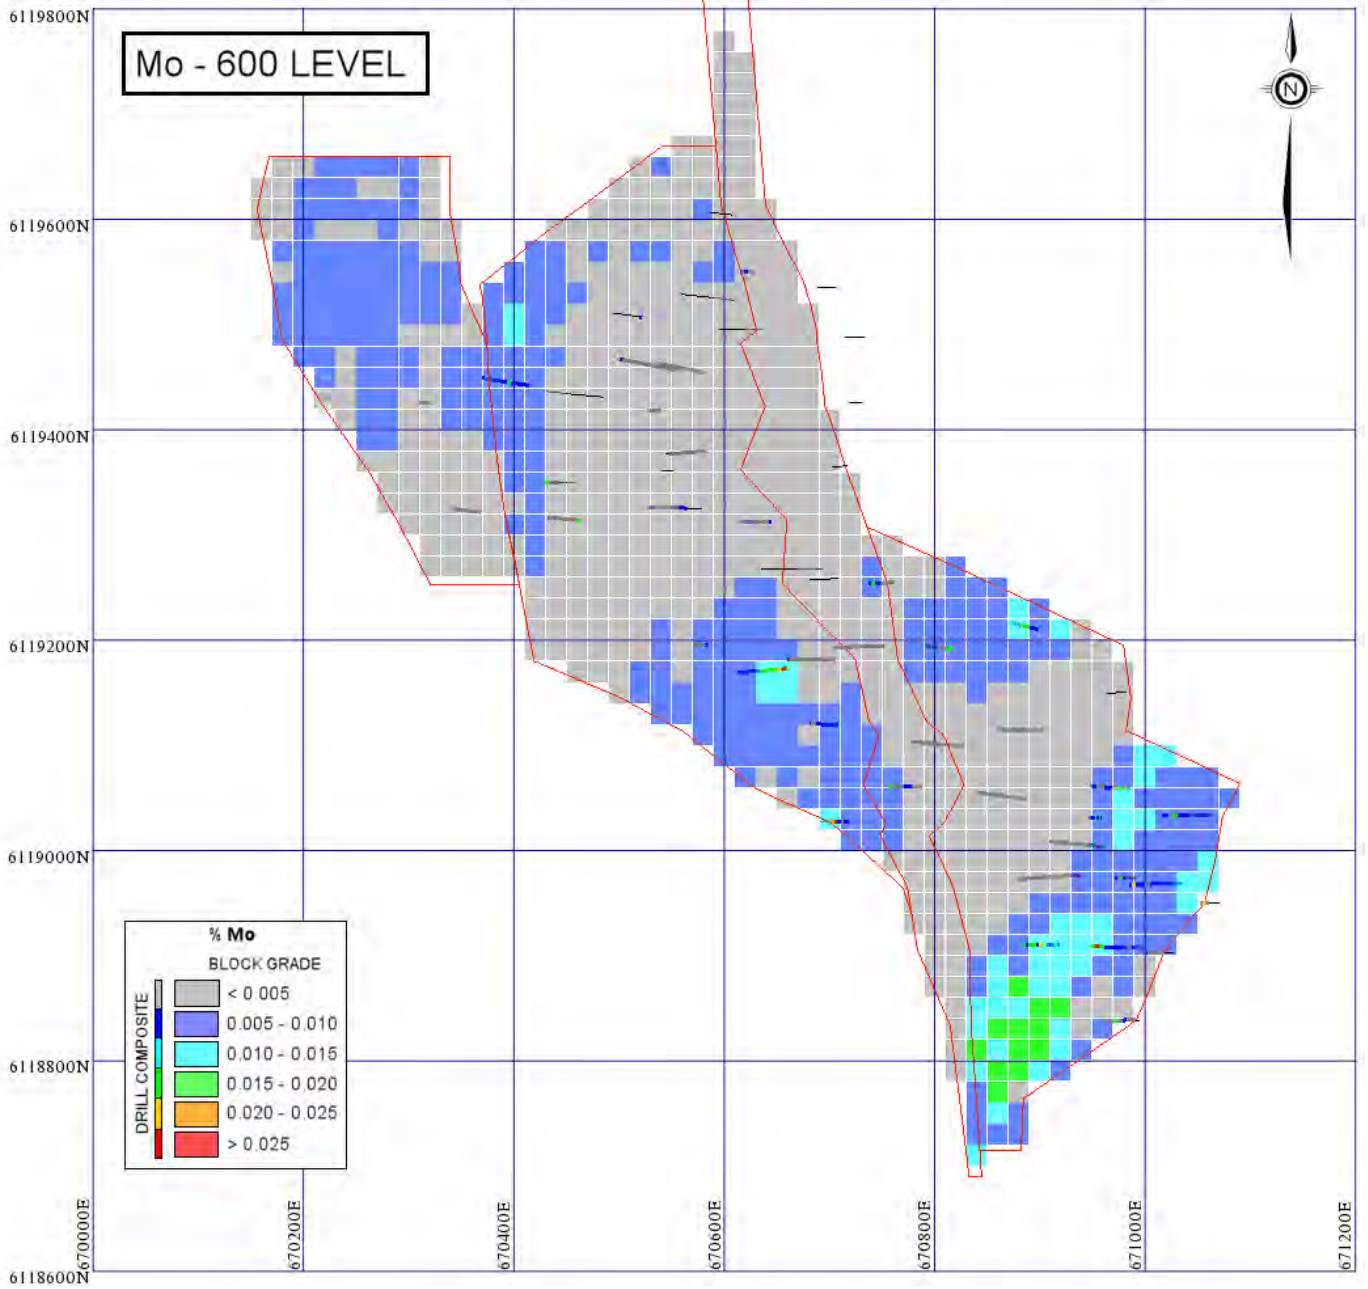 6119800N
Mo - 600 LEVEL
N
6119600N
6119400N
6119200N
6119000N
% Mo
BLOCK GRADE
DRILL COMPOSITE
< 0.005
0.005 - 0.010
0.010 - 0.015
0.015 - 0.020
0.020 - 0.025
> 0.025
6118800N
6118600N
670000E
670200E
670400E
670600E
670800E
671000E
671200E